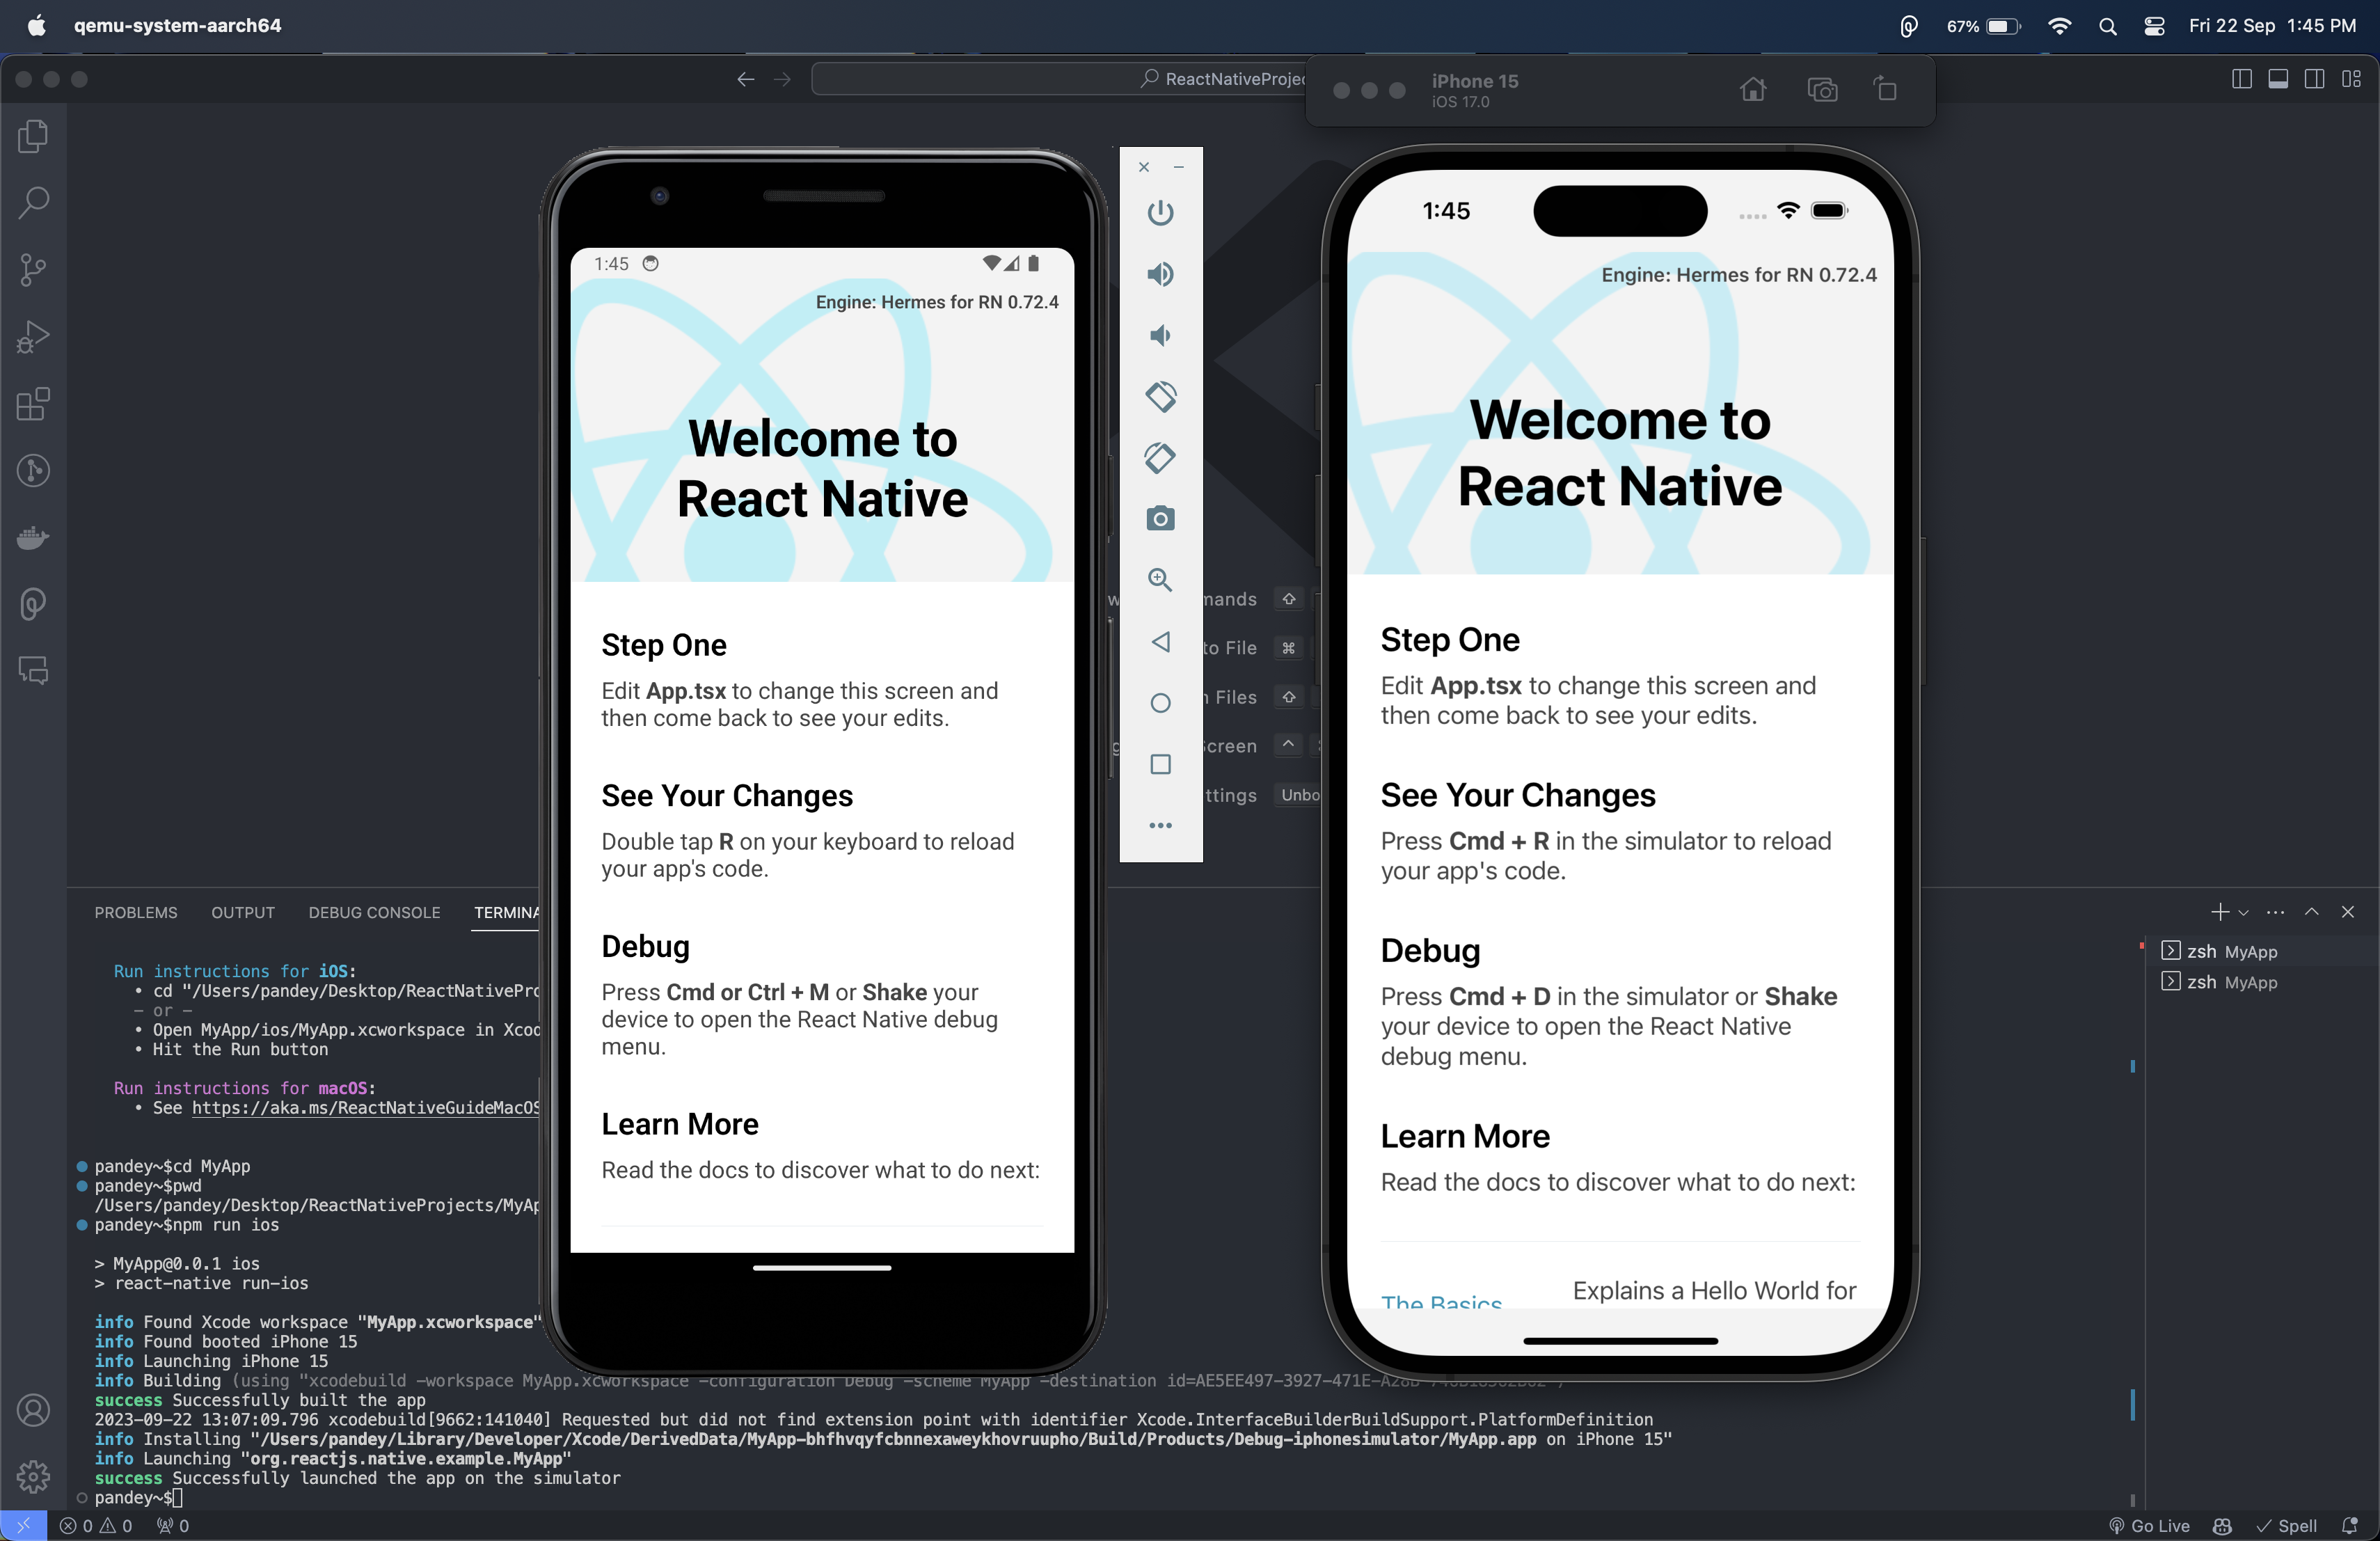 qemu-system-aarch64
67%
Fri 22 Sep 1:45 PM
ReactNativeProjec
iPhone 15
iOS 17.0
1:45
Engine: Hermes for RN 0.72.4
Welcome to
React Native
Step One
Edit App.tsx to change this screen and
then come back to see your edits.
See Your Changes
Double tap R on your keyboard to reload
your app's code.
Debug
Press Cmd or Ctrl + M or Shake your
device to open the React Native debug
menu.
Learn More
Read the docs to discover what to do next:
mands
to File
Files
Screen
ttings
Unbo
1:45
Engine: Hermes for RN 0.72.4
Welcome to
React Native
Step One
Edit App.tsx to change this screen and
then come back to see your edits.
See Your Changes
Press Cmd + R in the simulator to reload
your app's code.
Debug
Press Cmd + D in the simulator or Shake
your device to open the React Native
debug menu.
Learn More
Read the docs to discover what to do next:
The Basics
Explains a Hello World for
PROBLEMS OUTPUT DEBUG CONSOLE TERMINA
zsh MyApp
zsh MyApp
Run instructions for iOS:
• cd "/Users/pandey/Desktop/ReactNativePro
- or -
• Open MyApp/ios/MyApp.xcworkspace in Xcod
• Hit the Run button
Run instructions for macOS:
• See https://aka.ms/ReactNativeGuideMacOS
pandey~$cd MyApp
pandey~$pwd
/Users/pandey/Desktop/ReactNativeProjects/MyAp
pandey~$npm run ios
> MyApp@0.0.1 ios
> react-native run-ios
info Found Xcode workspace "MyApp.xcworkspace"
info Found booted iPhone 15
info Launching iPhone 15
info Building (using "xcodebuild -workspace MyApp.xcworkspace -configuration Debug -scheme MyApp -destination
success Successfully built the app
2023-09-22 13:07:09.796 xcodebuild[9662:141040] Requested but did not find extension point with identifier Xcode.InterfaceBuilderBuildSupport.PlatformDefinition
info Installing "/Users/pandey/Library/Developer/Xcode/DerivedData/MyApp-bhfhvqyfcbnnexaweykhovruupho/Build/Products/Debug-iphonesimulator/MyApp.app on iPhone 15"
info Launching "org.reactjs.native.example.MyApp"
success Successfully launched the app on the simulator
pandey~$
0 0 0
Go Live Spell